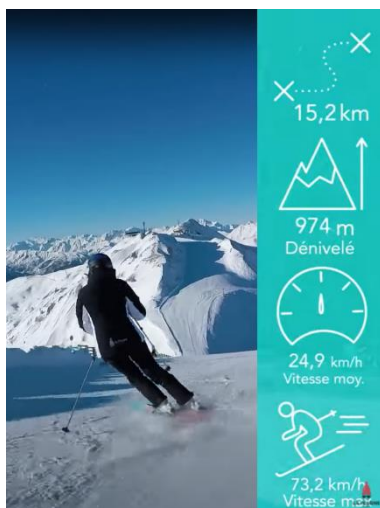 15,2 km
974 m
Dénivelé
24,9 km/h
Vitesse moy.
73,2 km/h
Vitesse max